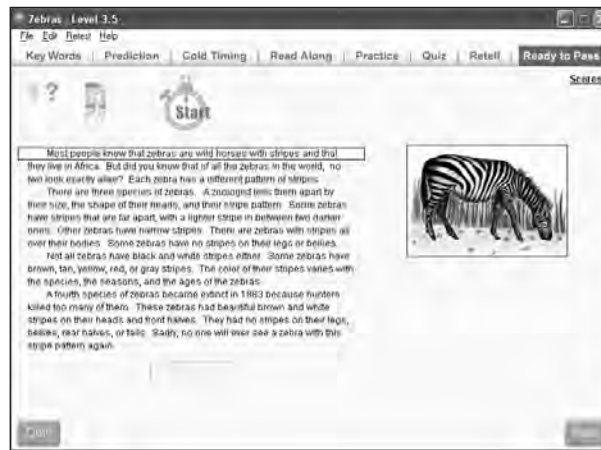 Zebras Level 3.5
File Edit Retest Help
Key Words | Prediction | Cold Timing | Read Along | Practice | Quiz | Retell | Ready to Pass
Scores
?
Start
Most people know that zebras are wild horses with stripes and that
they live in Africa. But did you know that of all the zebras in the world, no
two look exactly alike? Each zebra has a different pattern of stripes.
There are three species of zebras. A zoologist tells them apart by
their size, the shape of their heads, and their stripe pattern. Some zebras
have stripes that are far apart, with a lighter stripe in between two darker
ones. Other zebras have narrow stripes. There are zebras with stripes all
over their bodies. Some zebras have no stripes on their legs or bellies.
Not all zebras have black and white stripes either. Some zebras have
brown, tan, yellow, red, or gray stripes. The color of their stripes varies with
the species, the seasons, and the ages of the zebras.
A fourth species of zebras became extinct in 1883 because hunters
killed too many of them. These zebras had beautiful brown and white
stripes on their heads and front halves. They had no stripes on their legs,
bellies, rear halves, or tails. Sadly, no one will ever see a zebra with this
stripe pattern again.